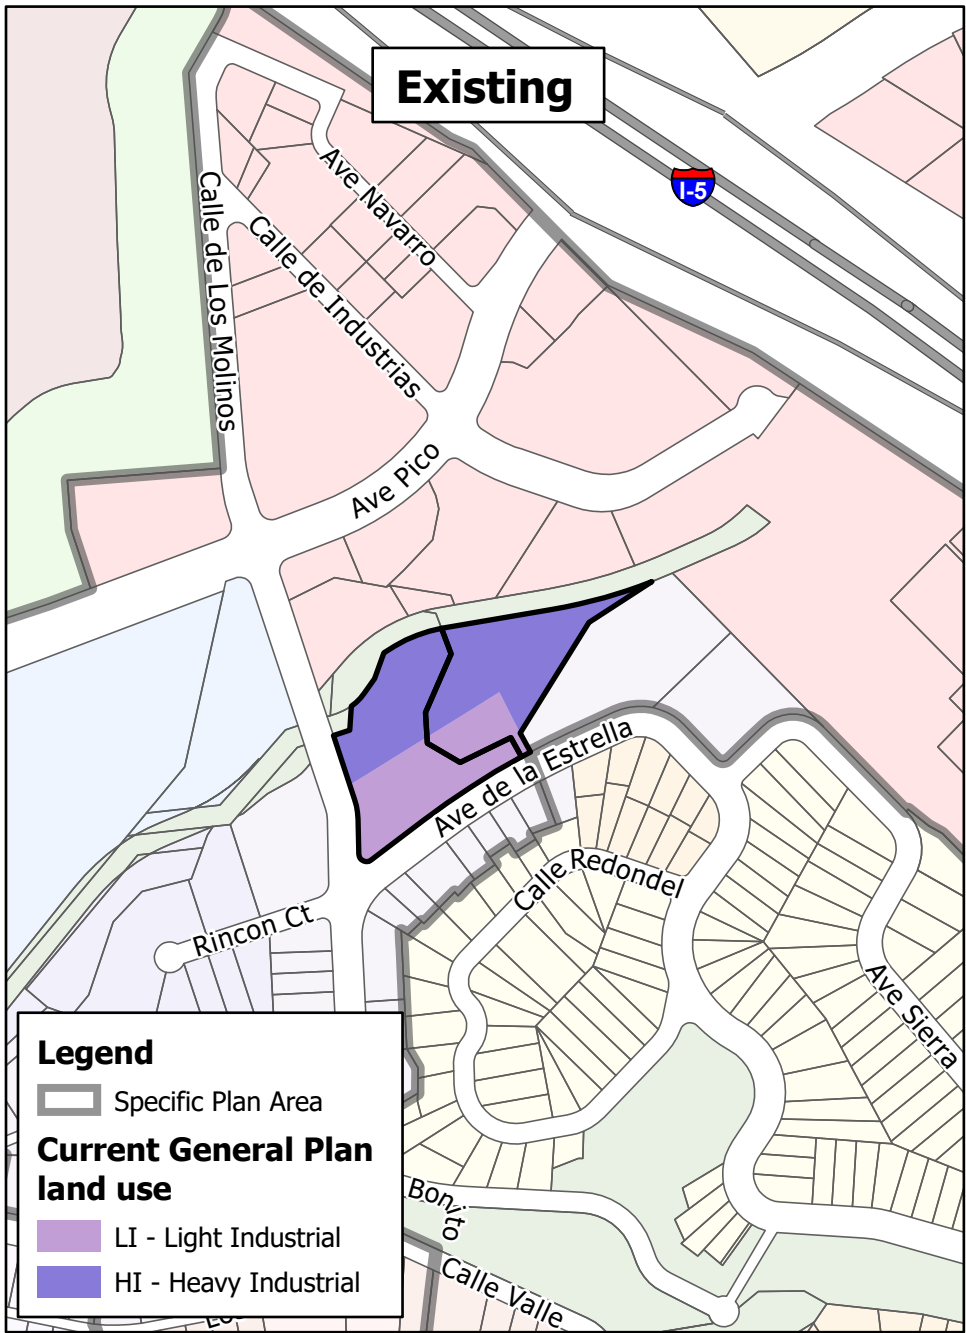 Existing
I-5
Ave Navarro
Calle de Los Molinos
Calle de Industrias
Ave Pico
Ave de la Estrella
Calle Redondel
Rincon Ct
Ave Sierra
Legend
Specific Plan Area
Current General Plan
land use
LI - Light Industrial
HI - Heavy Industrial
Bonito
Calle Valle